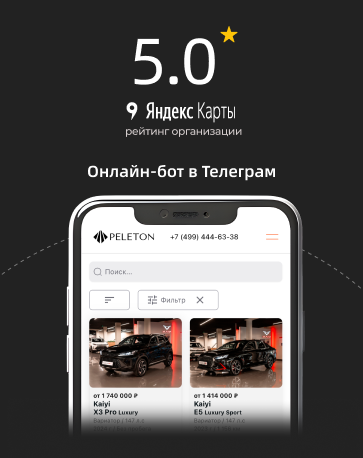 5.0
Яндекс Карты
рейтинг организации
Онлайн-бот в Телеграм
PELETON +7 (499) 444-63-38
Поиск...
Фильтр
от 1 740 000 ₽ от 1 414 000 ₽
Kaiyi Kaiyi
X3 Pro Luxury E5 Luxury Sport
Вариатор / 147 л.с Вариатор / 147 л.с